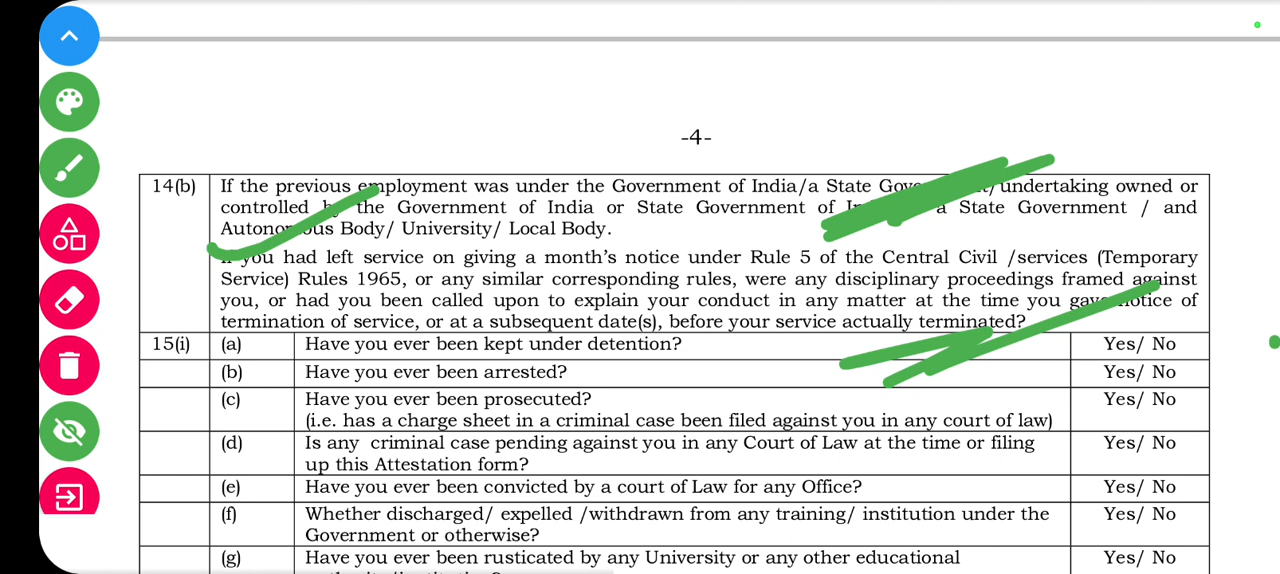 -4-
14(b) If the previous employment was under the Government of India/a State undertaking owned or
controlled by the Government of India or State Government of a State Government / and
Autonomous Body/ University/ Local Body.
If you had left service on giving a month's notice under Rule 5 of the Central Civil /services (Temporary
Service) Rules 1965, or any similar corresponding rules, were any disciplinary proceedings framed against
you, or had you been called upon to explain your conduct in any matter at the time you gave notice of
termination of service, or at a subsequent date(s), before your service actually terminated?
15(i) (a) Have you ever been kept under detention? Yes/ No
(b) Have you ever been arrested? Yes/ No
(c) Have you ever been prosecuted? Yes/ No
(i.e. has a charge sheet in a criminal case been filed against you in any court of law)
(d) Is any criminal case pending against you in any Court of Law at the time or filing Yes/ No
up this Attestation form?
(e) Have you ever been convicted by a court of Law for any Office? Yes/ No
(f) Whether discharged/ expelled /withdrawn from any training/ institution under the Yes/ No
Government or otherwise?
(g) Have you ever been rusticated by any University or any other educational Yes/ No